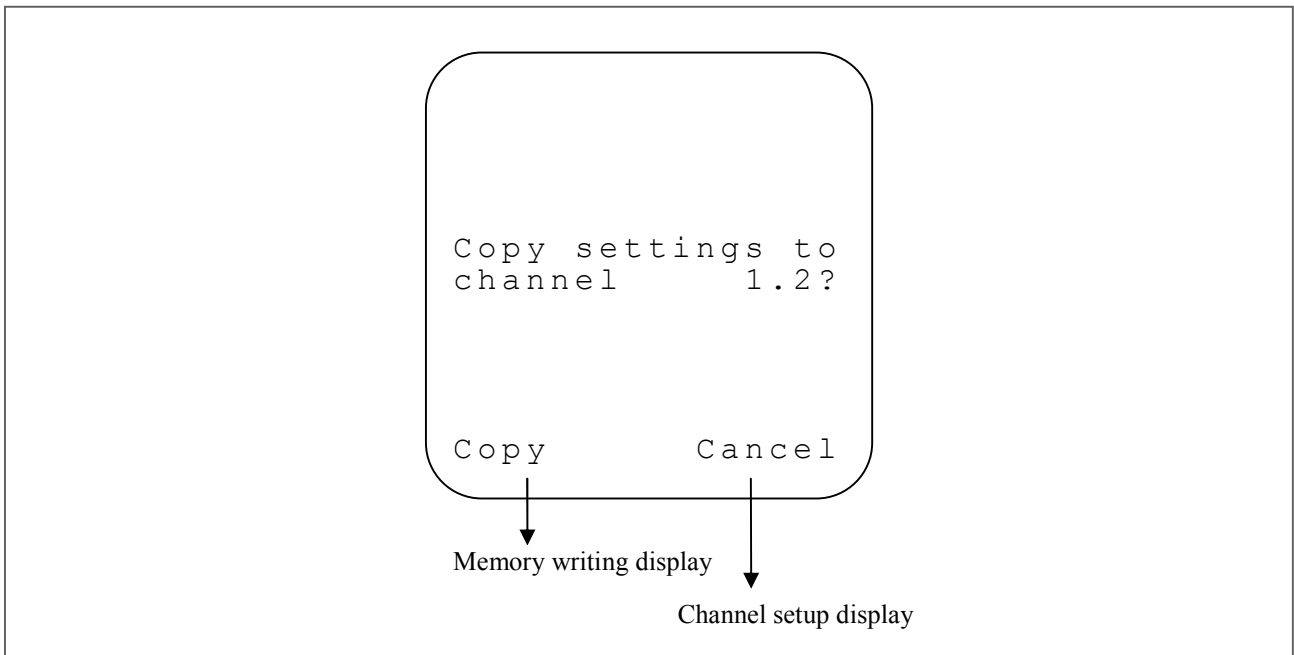 Copy settings to
channel 1.2?
Copy Cancel
Memory writing display
Channel setup display